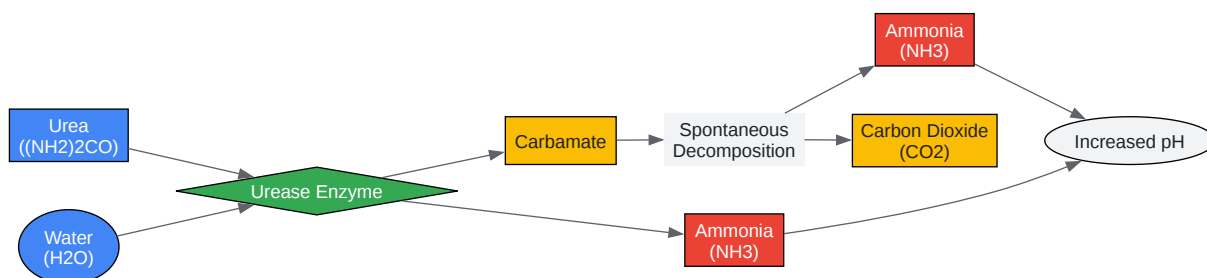 Urea
((NH2)2CO)
Water
(H2O)
Urease Enzyme
Carbamate
Spontaneous
Decomposition
Ammonia
(NH3)
Carbon Dioxide
(CO2)
Ammonia
(NH3)
Increased pH